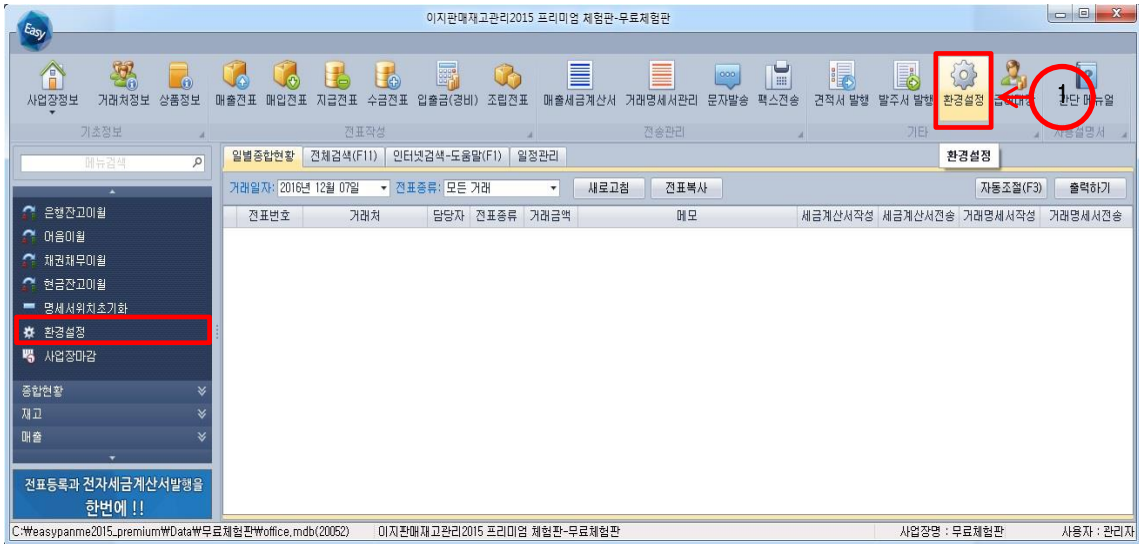 이지판매재고관리2015 프리미엄 체험판-무료체험판
Easy
사업장정보 거래처정보 상품정보 매출전표 매입전표 지급전표 수금전표 입출금(경비) 조립전표 매출세금계산서 거래명세서관리 문자발송 팩스전송 견적서 발행 발주서 발행 환경설정 1
기초정보 전표작성 전송관리 기타 사용설명서
환경설정
메뉴검색
일별종합현황 전체검색(F11) 인터넷검색-도움말(F1) 일정관리
거래일자: 2016년 12월 07일 전표종류: 모든 거래 새로고침 전표복사 자동조절(F3) 출력하기
전표번호 거래처 담당자 전표종류 거래금액 메모 세금계산서작성 세금계산서전송 거래명세서작성 거래명세서전송
은행잔고이월
어음이월
채권채무이월
현금잔고이월
명세서위치초기화
환경설정
사업장마감
종합현황
재고
매출
전표등록과 전자세금계산서발행을
한번에 !!
C:₩easypanme2015_premium₩Data₩무료체험판₩office.mdb(20052) 이지판매재고관리2015 프리미엄 체험판-무료체험판 사업장명 : 무료체험판 사용자 : 관리자